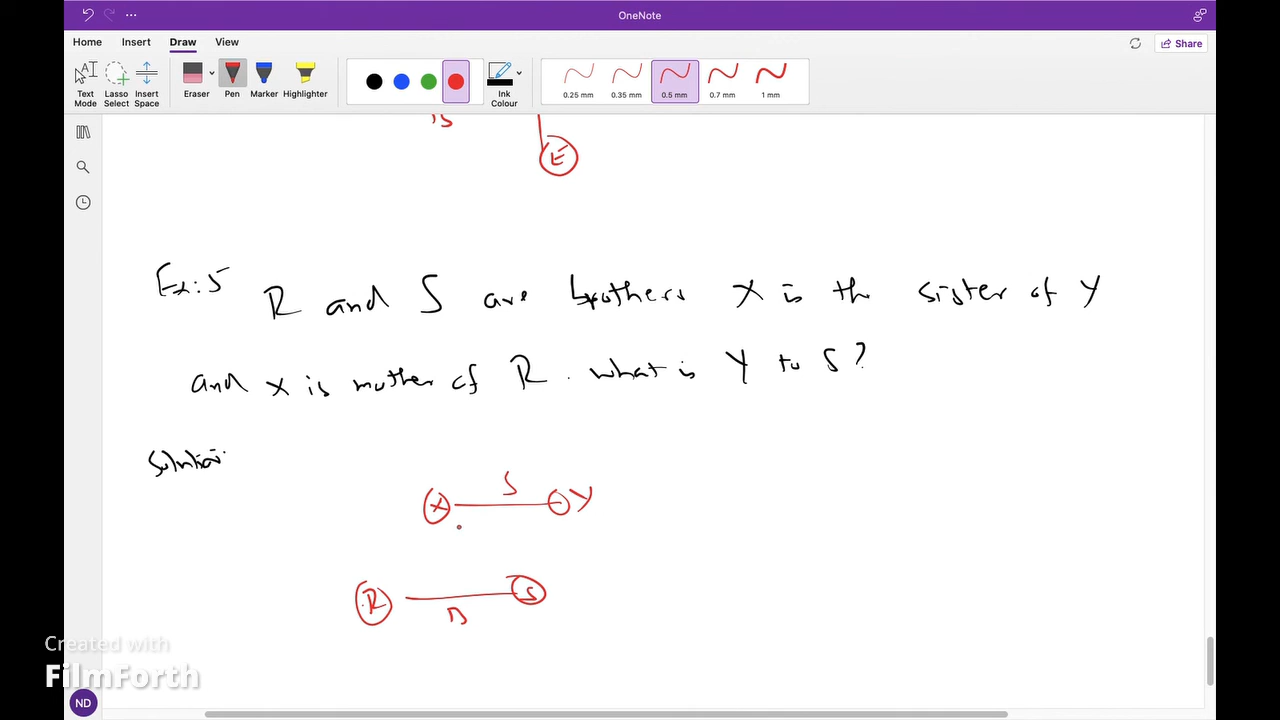 OneNote
Home Insert Draw View
Share
Text Mode
Lasso Select
Insert Space
Eraser
Pen
Marker
Highlighter
Ink Colour
0.25 mm
0.35 mm
0.5 mm
0.7 mm
1 mm
B
E
Ex:5 R and S are brothers X is the sister of Y
and X is mother of R. what is Y to S?
Solution:
S
X Y
R S
B
Created with
FilmForth
ND